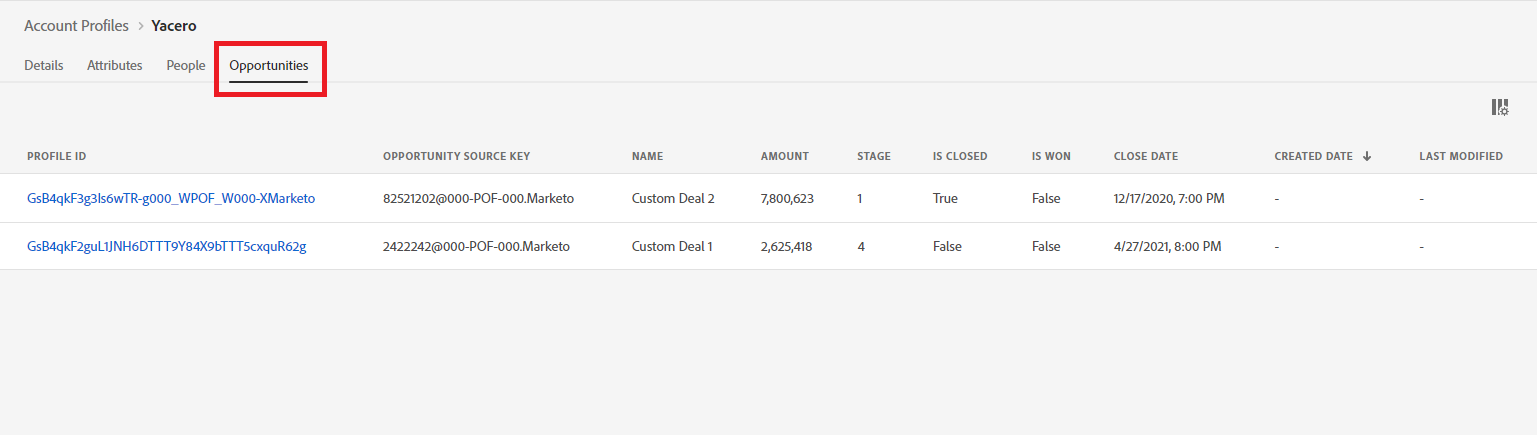 Account Profiles > Yacero
Details Attributes People Opportunities
PROFILE ID OPPORTUNITY SOURCE KEY NAME AMOUNT STAGE IS CLOSED IS WON CLOSE DATE CREATED DATE ↓ LAST MODIFIED
GsB4qkF3g3ls6wTR-g000_WPOF_W000-XMarketo 82521202@000-POF-000.Marketo Custom Deal 2 7,800,623 1 True False 12/17/2020, 7:00 PM - -
GsB4qkF2guL1JNH6DTTT9Y84X9bTTT5cxquR62g 2422242@000-POF-000.Marketo Custom Deal 1 2,625,418 4 False False 4/27/2021, 8:00 PM - -